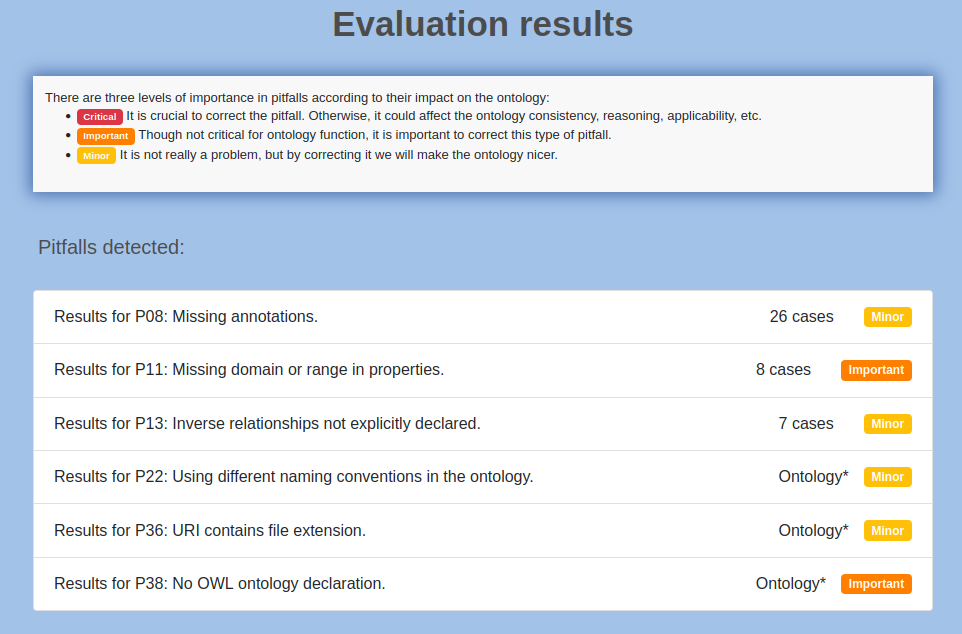 Evaluation results
There are three levels of importance in pitfalls according to their impact on the ontology:
• Critical It is crucial to correct the pitfall. Otherwise, it could affect the ontology consistency, reasoning, applicability, etc.
• Important Though not critical for ontology function, it is important to correct this type of pitfall.
• Minor It is not really a problem, but by correcting it we will make the ontology nicer.
Pitfalls detected:
Results for P08: Missing annotations. 26 cases Minor
Results for P11: Missing domain or range in properties. 8 cases Important
Results for P13: Inverse relationships not explicitly declared. 7 cases Minor
Results for P22: Using different naming conventions in the ontology. Ontology* Minor
Results for P36: URI contains file extension. Ontology* Minor
Results for P38: No OWL ontology declaration. Ontology* Important